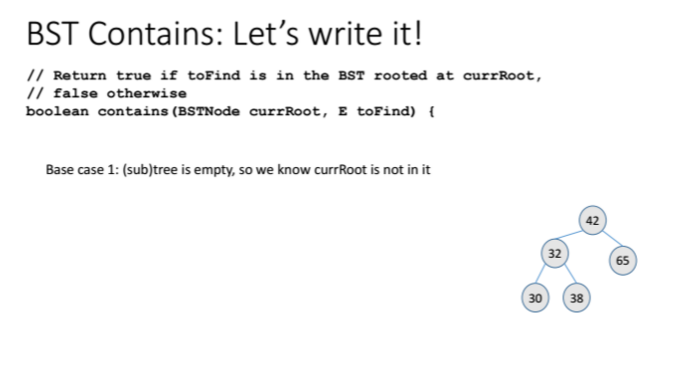 BST Contains: Let's write it!
// Return true if toFind is in the BST rooted at currRoot,
// false otherwise
boolean contains(BSTNode currRoot, E toFind) {
Base case 1: (sub)tree is empty, so we know currRoot is not in it
42
32
65
30
38